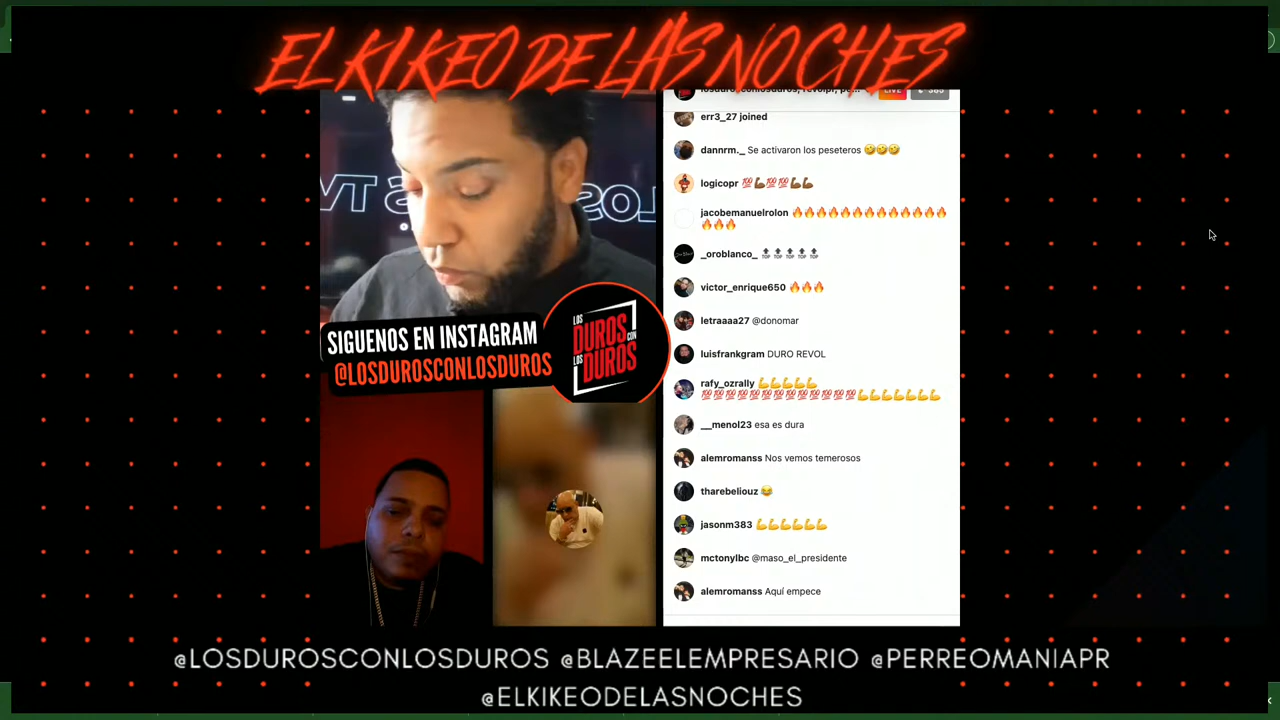 EL KIKEO DE LAS NOCHES
LIVE
err3_27 joined
dannrm._ Se activaron los peseteros 🤣🤣🤣
logicopr 💯💪🏾💯💯💪🏾💪🏾
jacobemanuelrolon 🔥🔥🔥🔥🔥🔥🔥🔥🔥🔥🔥🔥🔥
🔥🔥🔥
_oroblanco_ 🔝🔝🔝🔝🔝
victor_enrique650 🔥🔥🔥
letraaaa27 @donomar
luisfrankgram DURO REVOL
rafy_ozrally 💪💪💪💪💪
💯💯💯💯💯💯💯💯💯💯💯💯💯💪💪💪💪💪💪💪
__menol23 esa es dura
alemromanss Nos vemos temerosos
tharebeliouz 😂
jasonm383 💪💪💪💪💪💪
mctonylbc @maso_el_presidente
alemromanss Aquí empece
SIGUENOS EN INSTAGRAM
@LOSDUROSCONLOSDUROS
LOS
DUROS
CON
LOS
DUROS
@LOSDUROSCONLOSDUROS @BLAZEELEMPRESARIO @PERREOMANIAPR
@ELKIKEODELASNOCHES